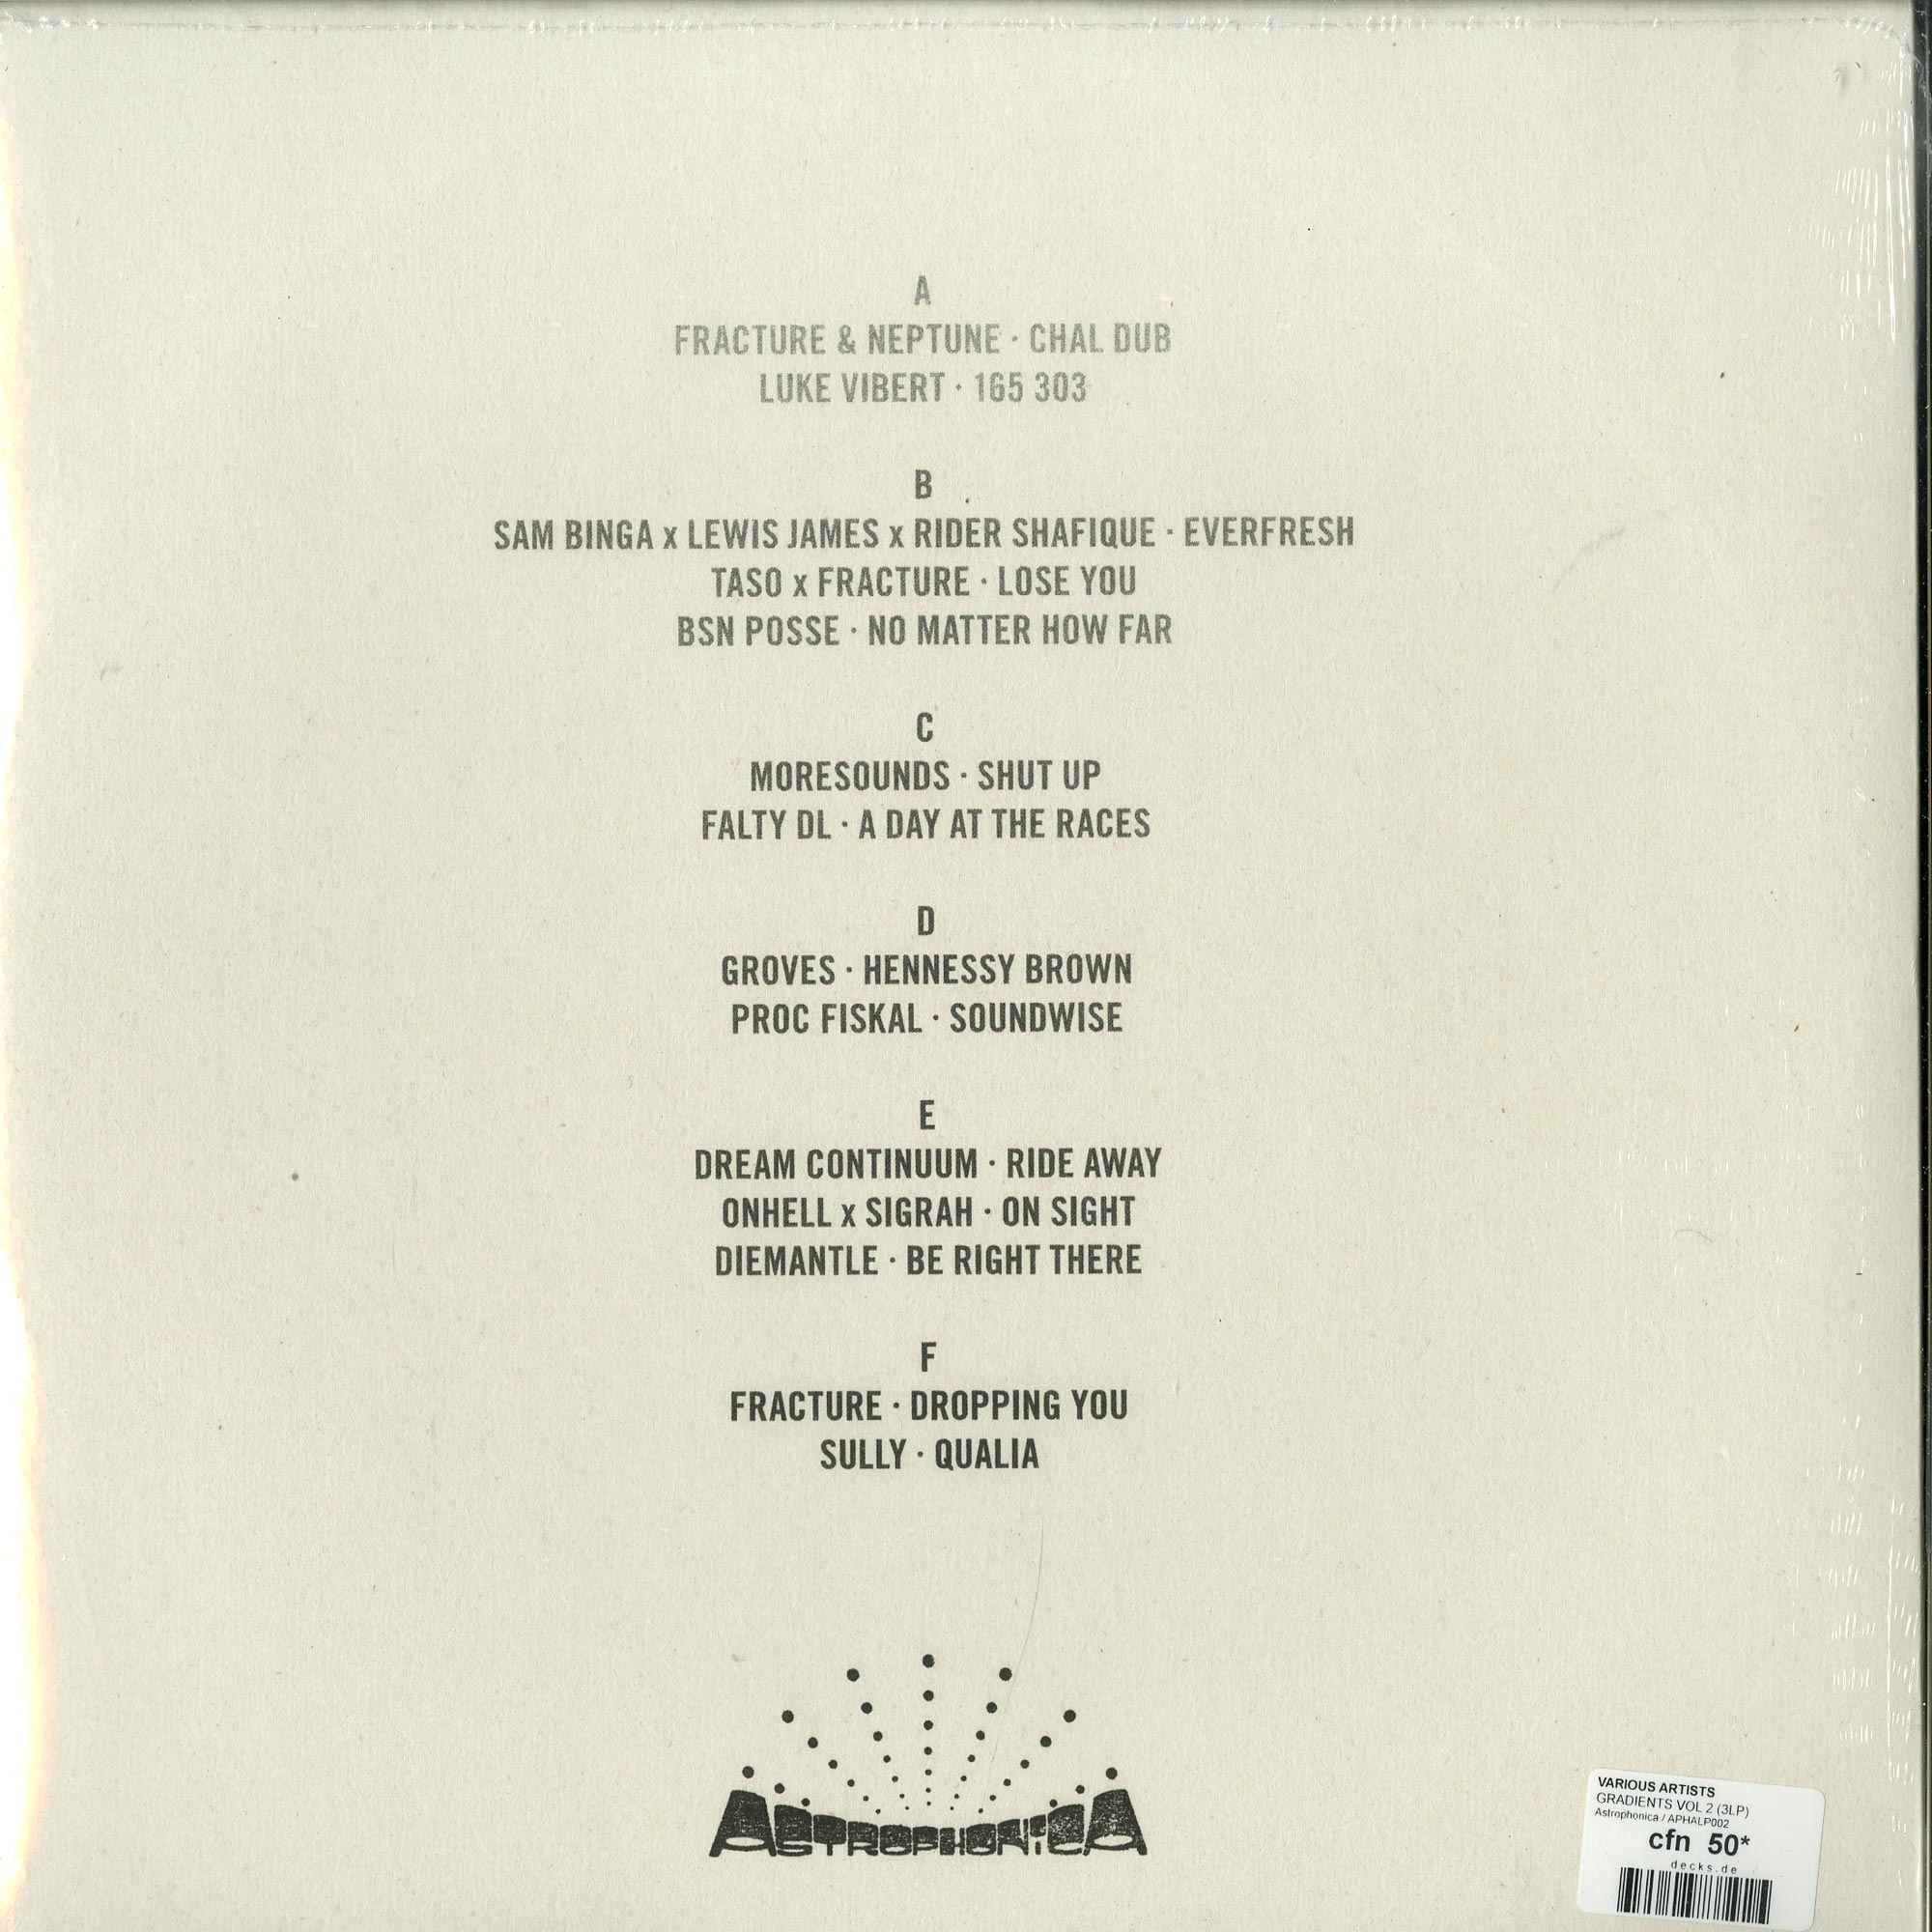 A
FRACTURE & NEPTUNE · CHAL DUB
LUKE VIBERT · 165 303
B
SAM BINGA x LEWIS JAMES x RIDER SHAFIQUE · EVERFRESH
TASO x FRACTURE · LOSE YOU
BSN POSSE · NO MATTER HOW FAR
C
MORESOUNDS · SHUT UP
FALTY DL · A DAY AT THE RACES
D
GROVES · HENNESSY BROWN
PROC FISKAL · SOUNDWISE
E
DREAM CONTINUUM · RIDE AWAY
ONHELL x SIGRAH · ON SIGHT
DIEMANTLE · BE RIGHT THERE
F
FRACTURE · DROPPING YOU
SULLY · QUALIA
ASTROPHONICA
VARIOUS ARTISTS
GRADIENTS VOL 2 (3LP)
Astrophonica / APHALP002
cfn 50*
decks.de